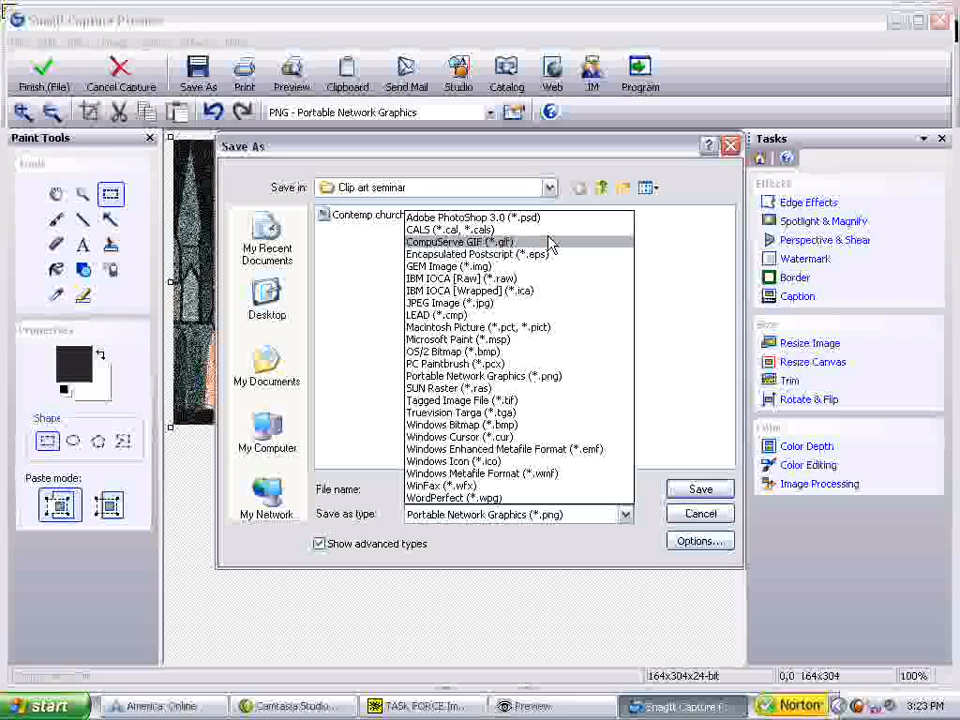 SnagIt Capture Preview
Finish (File) Cancel Capture Save As Print Preview Clipboard Send Mail Studio Catalog Web IM Program
PNG - Portable Network Graphics
Paint Tools
Tools
Properties
Shape:
Paste mode:
Save As
Save in: Clip art seminar
Contemp church
My Recent
Documents
Desktop
My Documents
My Computer
My Network
Adobe PhotoShop 3.0 (*.psd)
CALS (*.cal, *.cals)
CompuServe GIF (*.gif)
Encapsulated Postscript (*.eps)
GEM Image (*.img)
IBM IOCA [Raw] (*.raw)
IBM IOCA [Wrapped] (*.ica)
JPEG Image (*.jpg)
LEAD (*.cmp)
Macintosh Picture (*.pct, *.pict)
Microsoft Paint (*.msp)
OS/2 Bitmap (*.bmp)
PC Paintbrush (*.pcx)
Portable Network Graphics (*.png)
SUN Raster (*.ras)
Tagged Image File (*.tif)
Truevision Targa (*.tga)
Windows Bitmap (*.bmp)
Windows Cursor (*.cur)
Windows Enhanced Metafile Format (*.emf)
Windows Icon (*.ico)
Windows Metafile Format (*.wmf)
WinFax (*.wfx)
WordPerfect (*.wpg)
File name:
Save as type: Portable Network Graphics (*.png)
Show advanced types
Save
Cancel
Options...
Tasks
Effects
Edge Effects
Spotlight & Magnify
Perspective & Shear
Watermark
Border
Caption
Size
Resize Image
Resize Canvas
Trim
Rotate & Flip
Color Depth
Color Editing
Image Processing
164x304x24-bit 0,0 164x304 100%
start America Online Camtasia Studio... TASK FORCE Im... Preview SnagIt Capture P... Norton 3:23 PM